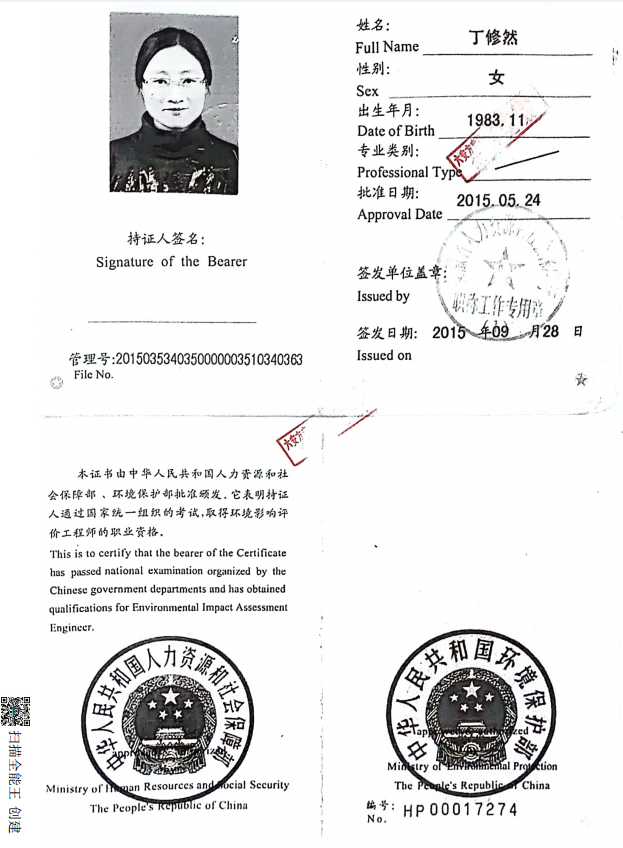 姓名:
Full Name 丁修然
性别:
Sex 女
出生年月:
Date of Birth 1983.11
专业类别:
Professional Type
批准日期:
Approval Date 2015.05.24
持证人签名:
Signature of the Bearer
签发单位盖章:
Issued by
职称工作专用章
(1)
签发日期: 2015 年09 月28 日
Issued on
管理号:2015035340350000003510340363
File No.
六安方
六安方
本证书由中华人民共和国人力资源和社
会保障部、环境保护部批准颁发。它表明持证
人通过国家统一组织的考试,取得环境影响评
价工程师的职业资格。
This is to certify that the bearer of the Certificate
has passed national examination organized by the
Chinese government departments and has obtained
qualifications for Environmental Impact Assessment
Engineer.
中华人民共和国人力资源和社会保障部
Ministry of Human Resources and Social Security
The People's Republic of China
中华人民共和国环境保护部
approved & authorized
Ministry of Environmental Protection
The People's Republic of China
编号:
No. HP00017274
扫描全能王 创建